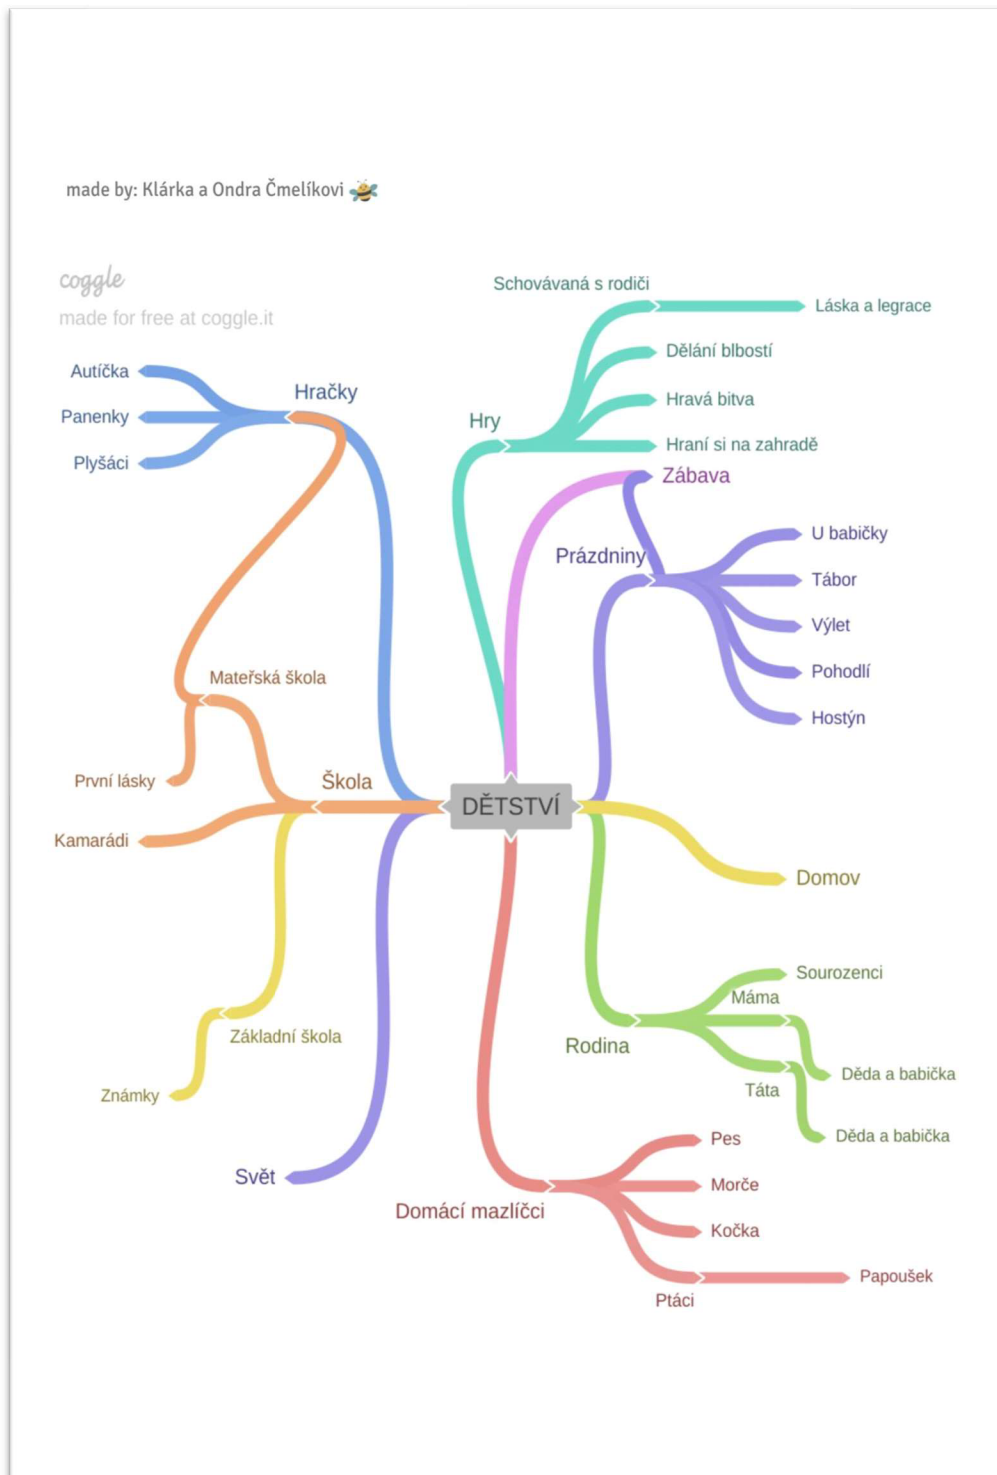 made by: Klárka a Ondra Čmelíkovi
coggle
made for free at coggle.it
Autíčka
Panenky
Plyšáci
Hračky
Mateřská škola
První lásky
Kamarádi
Škola
Základní škola
Známky
Svět
DĚTSTVÍ
Schovávaná s rodiči
Láska a legrace
Dělání blbostí
Hravá bitva
Hraní si na zahradě
Hry
Zábava
Prázdniny
U babičky
Tábor
Výlet
Pohodlí
Hostýn
Domov
Sourozenci
Máma
Děda a babička
Rodina
Táta
Děda a babička
Pes
Morče
Kočka
Domácí mazlíčci
Ptáci
Papoušek